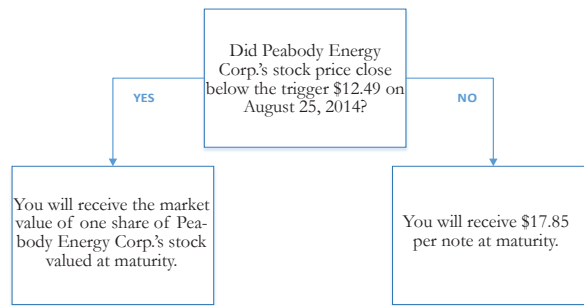 Did Peabody Energy
Corp.'s stock price close
below the trigger $12.49 on
August 25, 2014?
YES
NO
You will receive the market
value of one share of Pea-
body Energy Corp.'s stock
valued at maturity.
You will receive $17.85
per note at maturity.